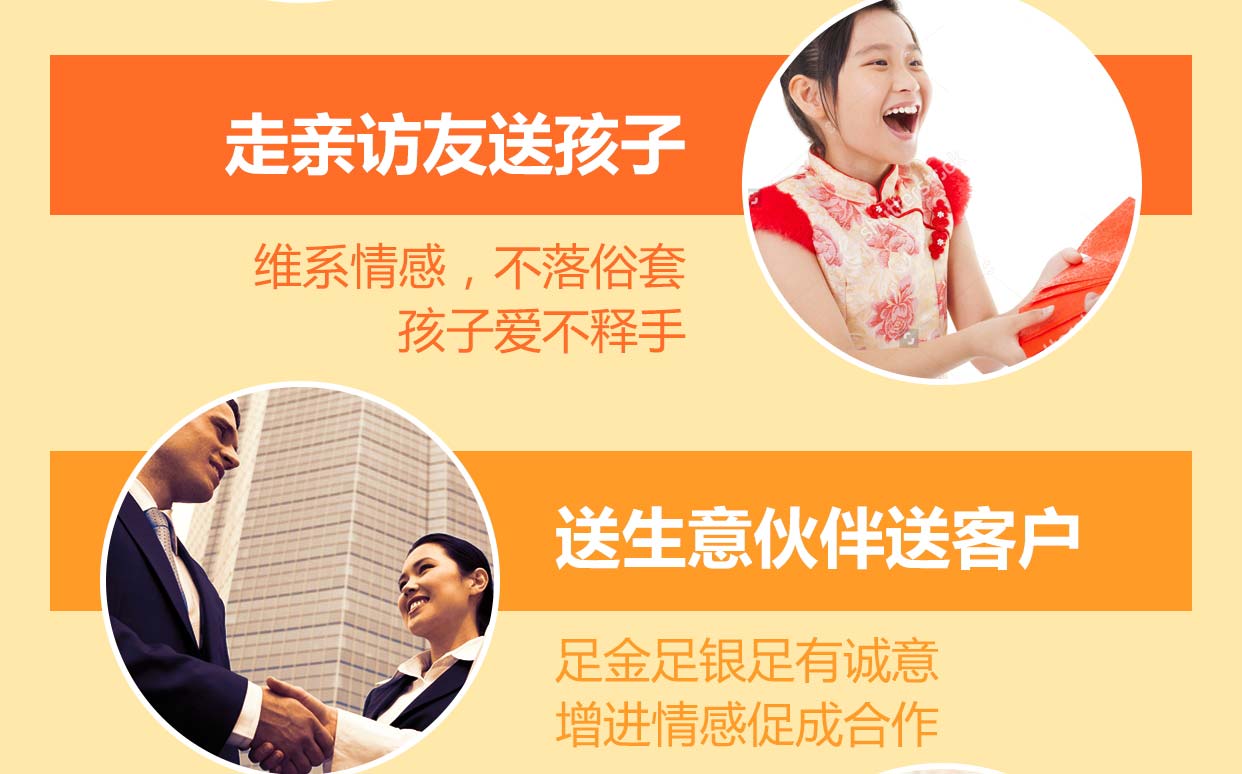 走亲访友送孩子
维系情感，不落俗套
孩子爱不释手
送生意伙伴送客户
足金足银足有诚意
增进情感促成合作